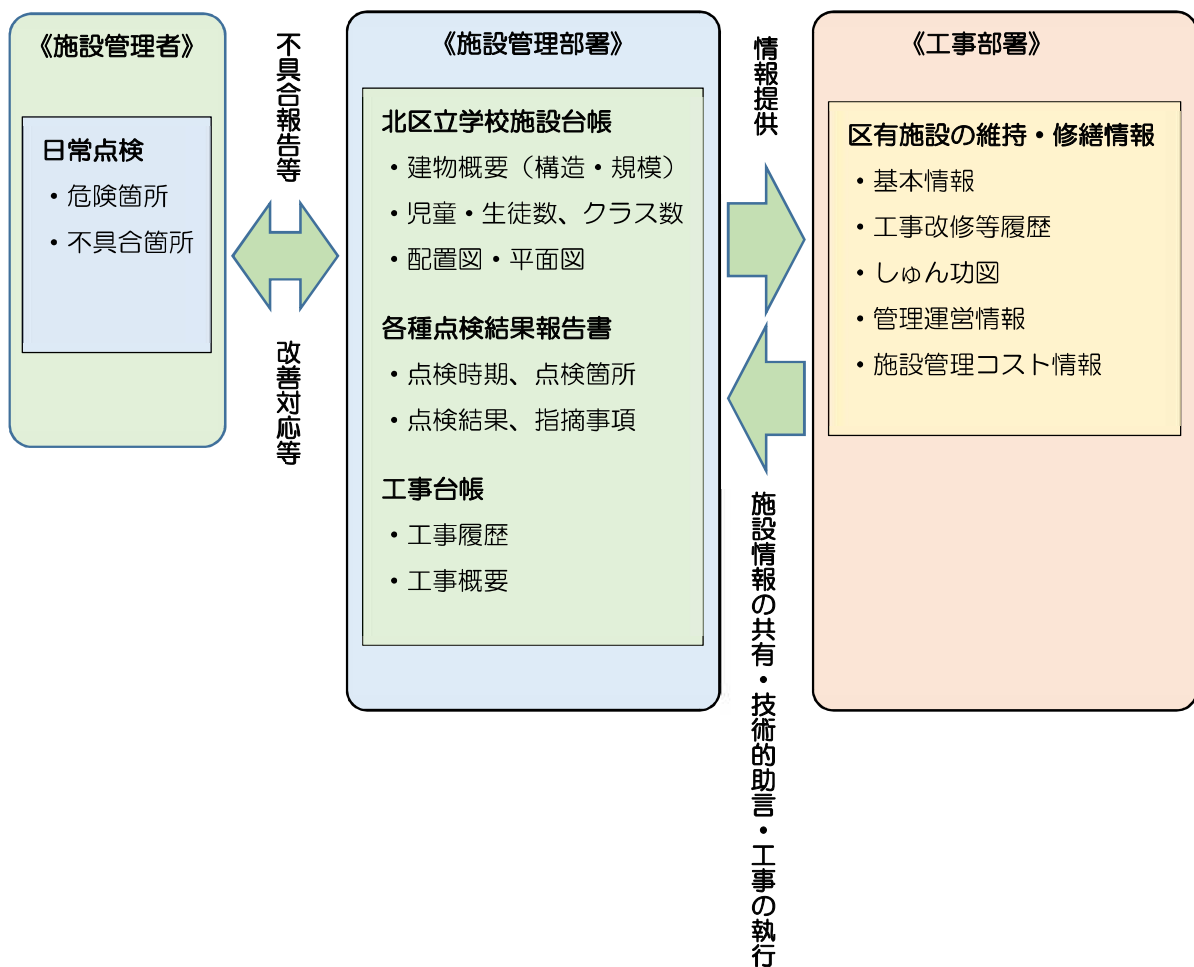 《施設管理者》
日常点検
・危険箇所
・不具合箇所
不具合報告等
改善対応等
《施設管理部署》
北区立学校施設台帳
・建物概要（構造・規模）
・児童・生徒数、クラス数
・配置図・平面図
各種点検結果報告書
・点検時期、点検箇所
・点検結果、指摘事項
工事台帳
・工事履歴
・工事概要
情報提供
施設情報の共有・技術的助言・工事の執行
《工事部署》
区有施設の維持・修繕情報
・基本情報
・工事改修等履歴
・しゅん功図
・管理運営情報
・施設管理コスト情報